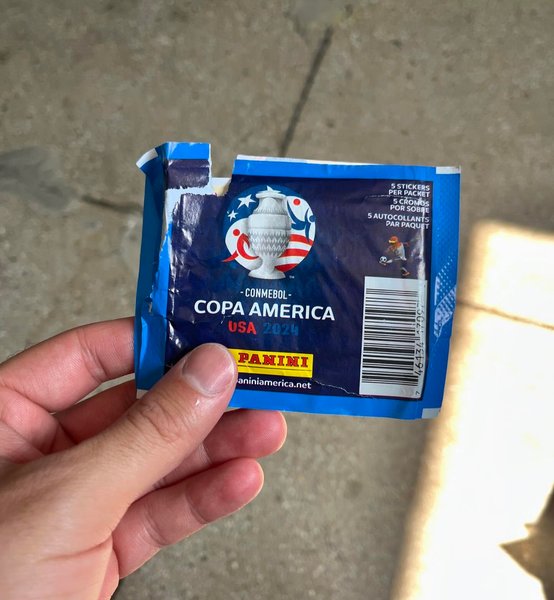 5 STICKERS
PER PACKET
5 CROMOS
POR SOBRE
5 AUTOCOLLANTS
PAR PAQUET
- CONMEBOL -
™
COPA AMERICA
USA 2024
PANINI
paniniamerica.net